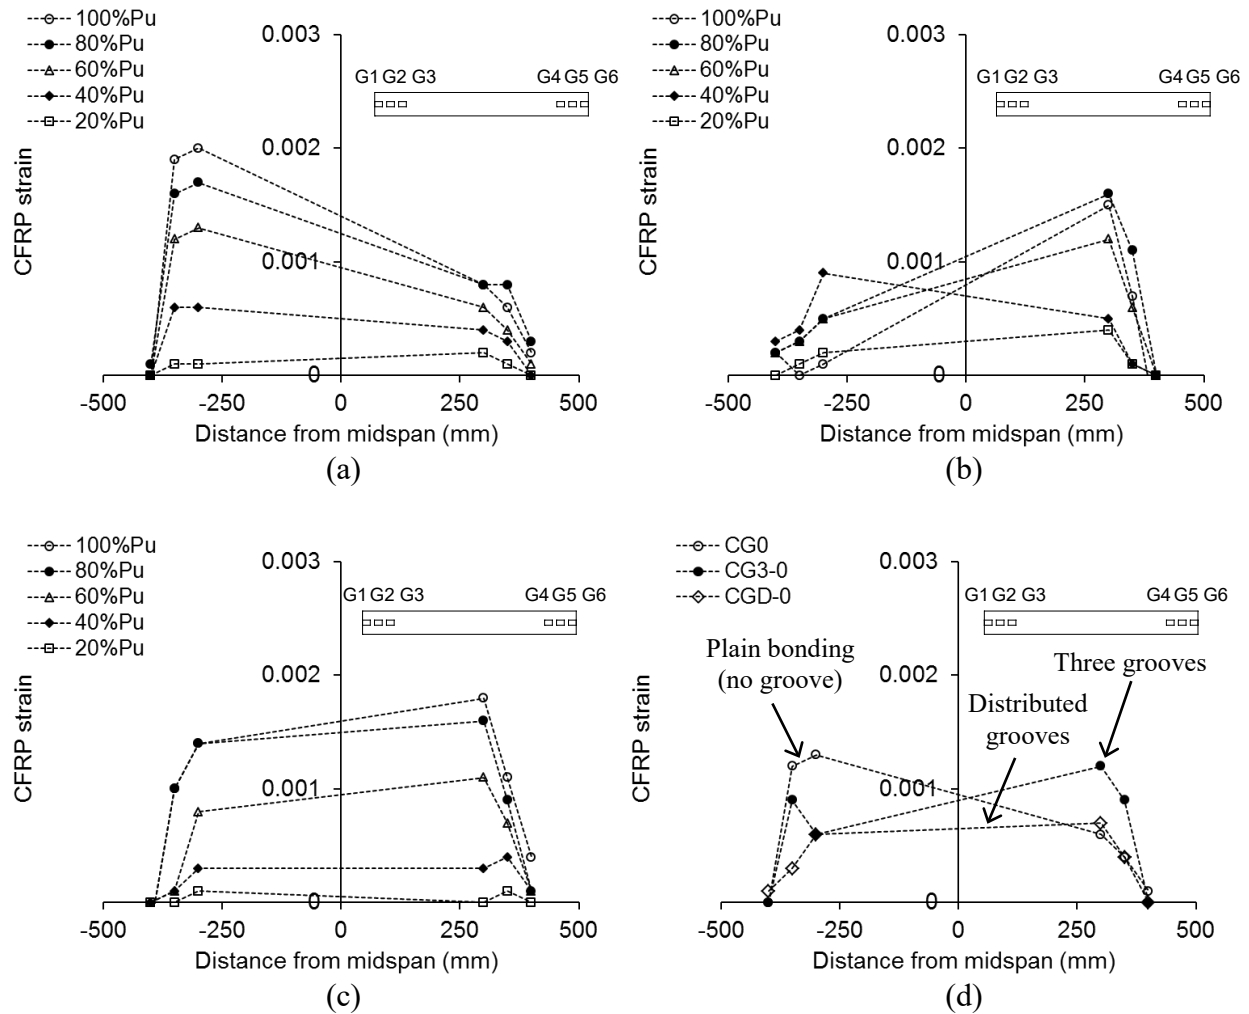 100%Pu
80%Pu
60%Pu
40%Pu
20%Pu
0.003
0.002
0.001
0
G1 G2 G3 G4 G5 G6
CFRP strain
-500 -250 0 250 500
Distance from midspan (mm)
(a)
100%Pu
80%Pu
60%Pu
40%Pu
20%Pu
0.003
0.002
0.001
0
G1 G2 G3 G4 G5 G6
CFRP strain
-500 -250 0 250 500
Distance from midspan (mm)
(b)
100%Pu
80%Pu
60%Pu
40%Pu
20%Pu
0.003
0.002
0.001
0
G1 G2 G3 G4 G5 G6
CFRP strain
-500 -250 0 250 500
Distance from midspan (mm)
(c)
CG0
CG3-0
CGD-0
0.003
0.002
0.001
0
G1 G2 G3 G4 G5 G6
Plain bonding
(no groove)
Three grooves
Distributed
grooves
CFRP strain
-500 -250 0 250 500
Distance from midspan (mm)
(d)